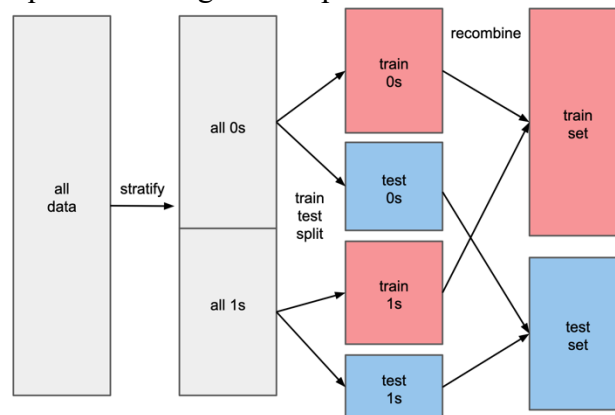 recombine
train
0s
train
set
all 0s
stratify
all
data
test
0s
train
test
split
train
1s
all 1s
test
set
test
1s